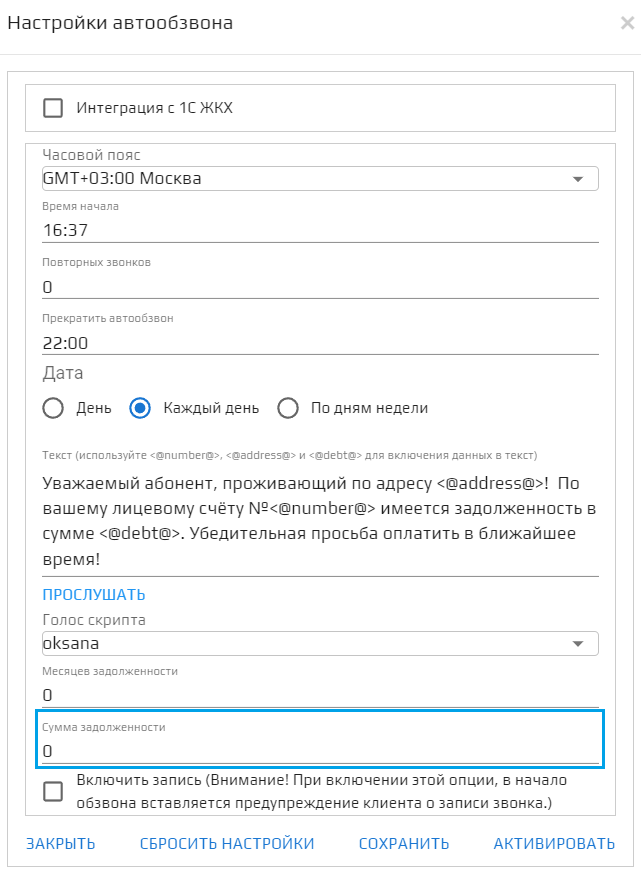 Настройки автообзвона
Интеграция с 1С ЖКХ
Часовой пояс
GMT+03:00 Москва
Время начала
16:37
Повторных звонков
0
Прекратить автообзвон
22:00
Дата
День Каждый день По дням недели
Текст (используйте <@number@>, <@address@> и <@debt@> для включения данных в текст)
Уважаемый абонент, проживающий по адресу <@address@>! По
вашему лицевому счёту №<@number@> имеется задолженность в
сумме <@debt@>. Убедительная просьба оплатить в ближайшее
время!
ПРОСЛУШАТЬ
Голос скрипта
oksana
Месяцев задолженности
0
Сумма задолженности
0
Включить запись (Внимание! При включении этой опции, в начало
обзвона вставляется предупреждение клиента о записи звонка.)
ЗАКРЫТЬ СБРОСИТЬ НАСТРОЙКИ СОХРАНИТЬ АКТИВИРОВАТЬ